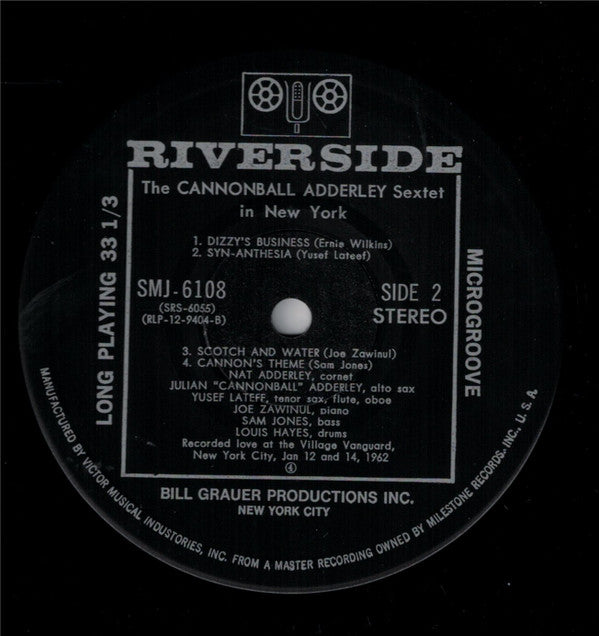 RIVERSIDE
The CANNONBALL ADDERLEY Sextet
in New York
1. DIZZY'S BUSINESS (Ernie Wilkins)
2. SYN-ANTHESIA (Yusef Lateef)
SMJ-6108
(SRS-6055)
(RLP-12-9404-B)
SIDE 2
STEREO
3. SCOTCH AND WATER (Joe Zawinul)
4. CANNON'S THEME (Sam Jones)
NAT ADDERLEY, cornet
JULIAN "CANNONBALL" ADDERLEY, alto sax
YUSEF LATEFF, tenor sax, flute, oboe
JOE ZAWINUL, piano
SAM JONES, bass
LOUIS HAYES, drums
Recorded love at the Village Vanguard,
New York City, Jan 12 and 14, 1962
④
LONG PLAYING 33 1/3
MICROGROOVE
BILL GRAUER PRODUCTIONS INC.
NEW YORK CITY
MANUFACTURED BY VICTOR MUSICAL INDUSTORIES, INC. FROM A MASTER RECORDING OWNED BY MILESTONE RECORDS. INC., U. S. A.